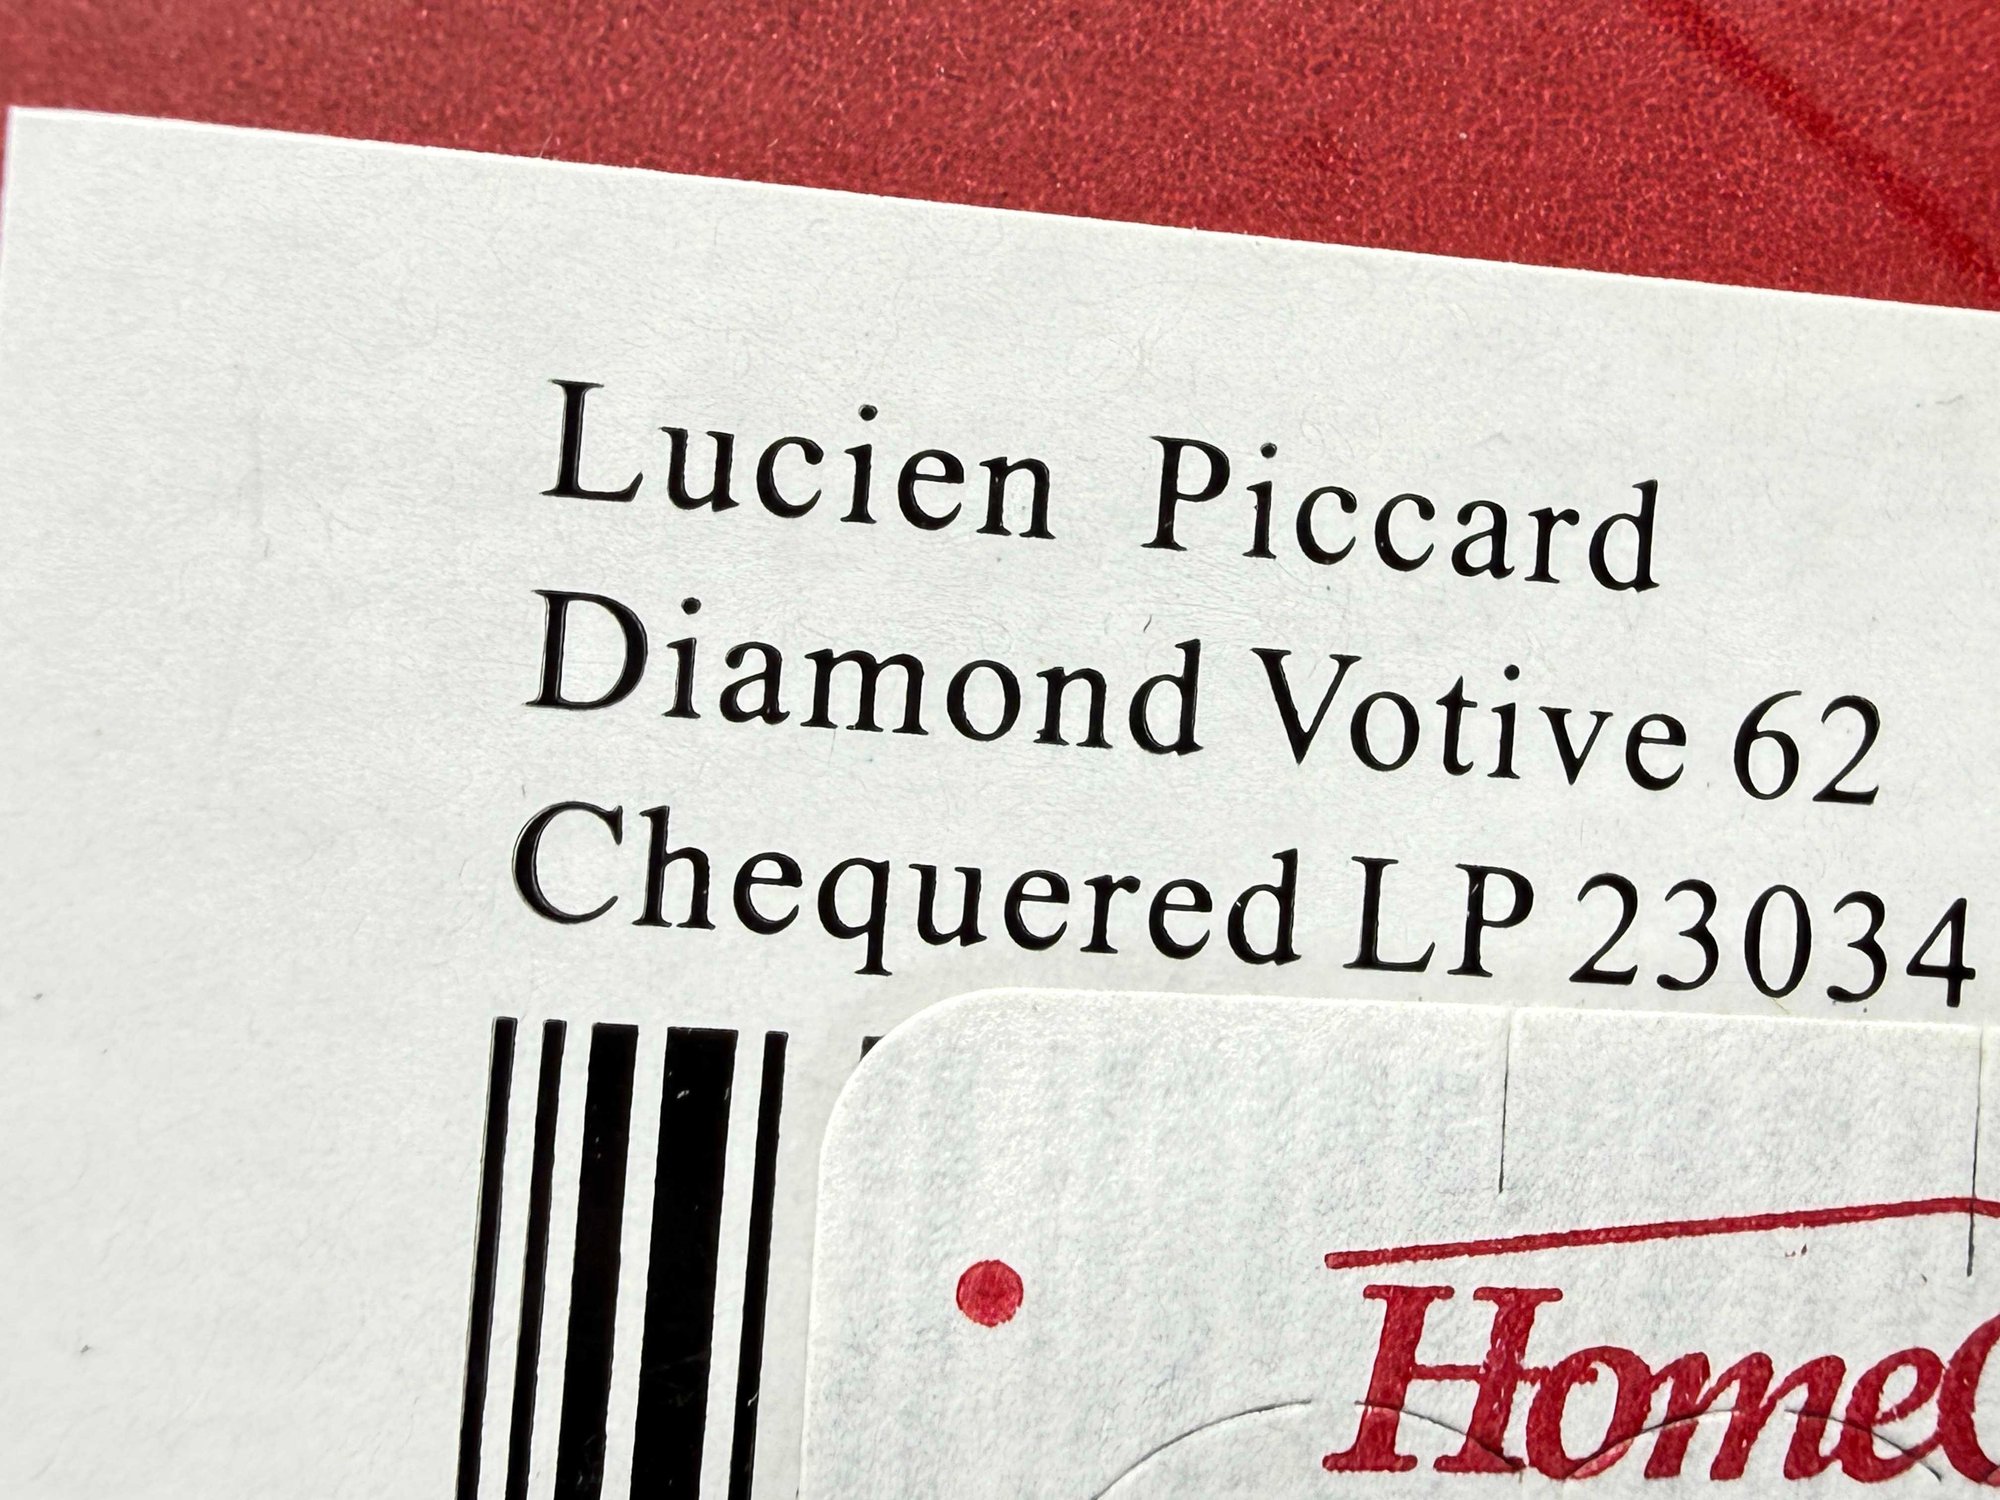 Lucien Piccard
Diamond Votive 62
Chequered LP 23034
Home